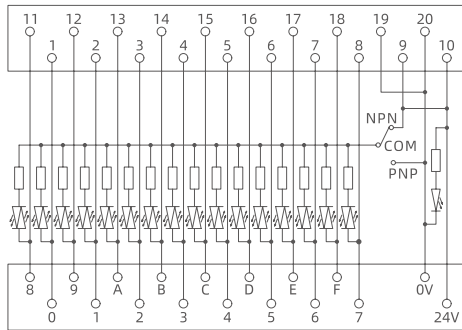 11 12 13 14 15 16 17 18 19 20
1 2 3 4 5 6 7 8 9 10
NPN
COM
PNP
8 9 A B C D E F 0V
0 1 2 3 4 5 6 7 24V